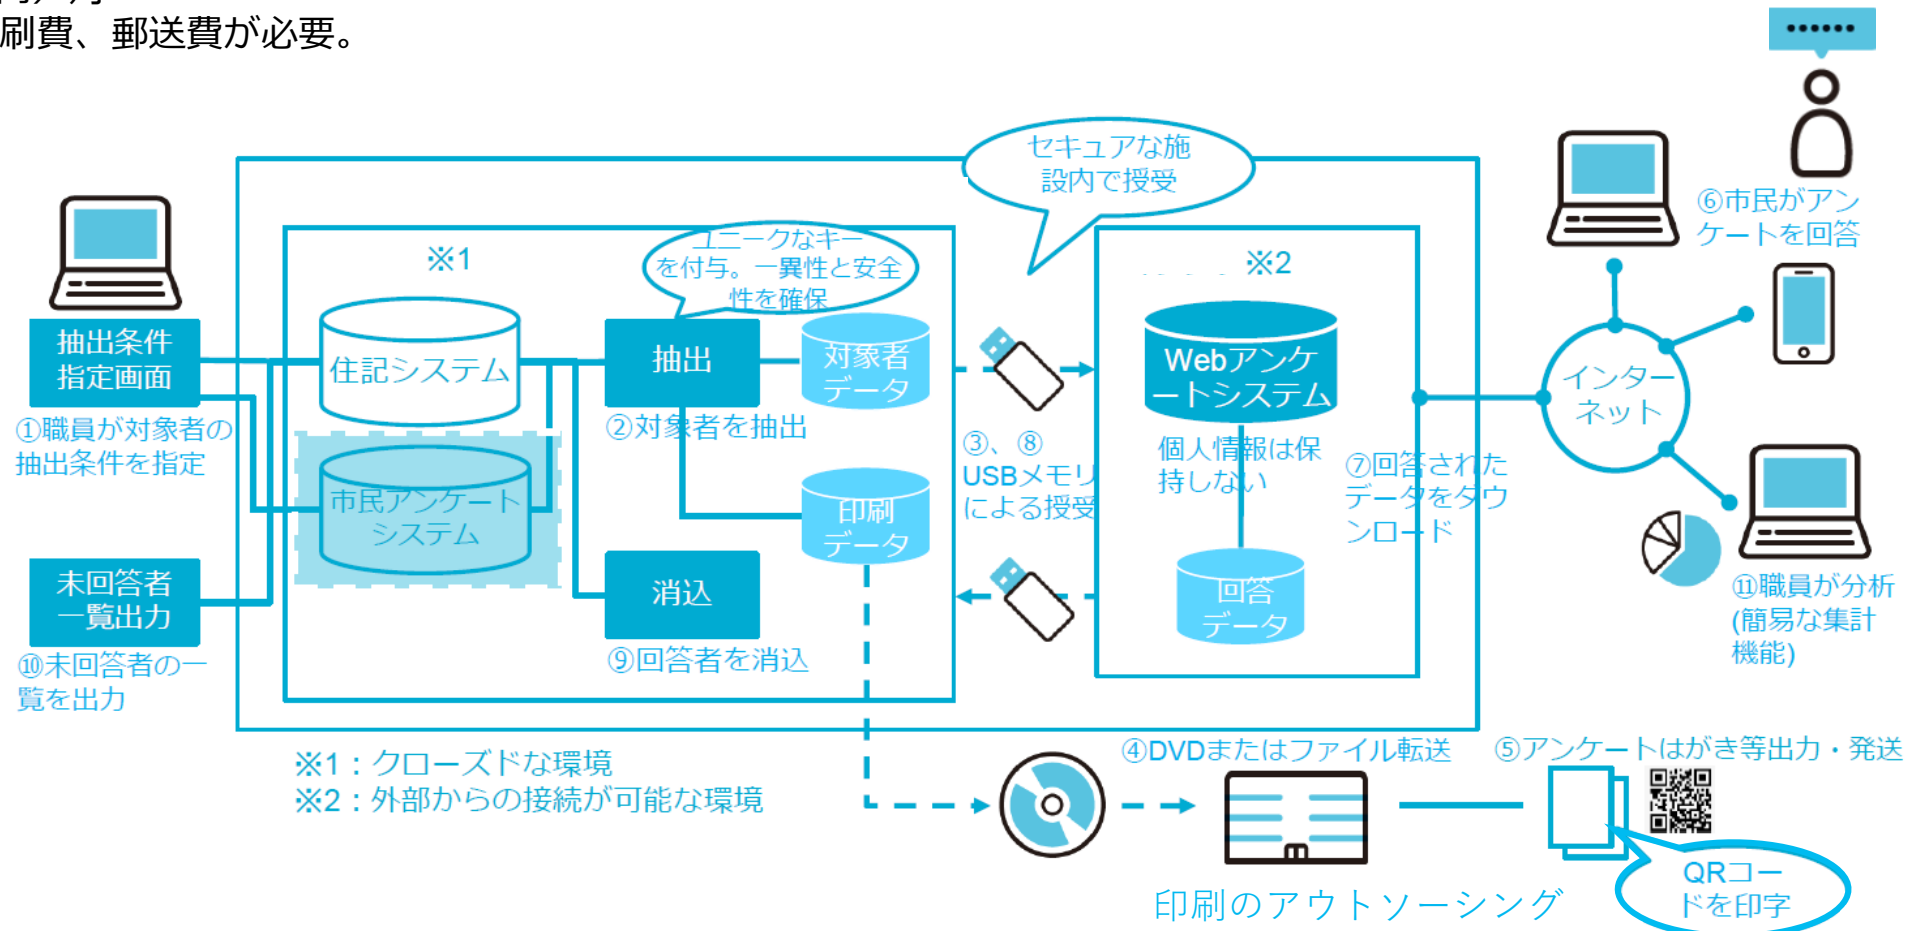 刷費、郵送費が必要。
セキュアな施
設内で授受
※1
ユニークなキー
を付与。一異性と安全
性を確保
※2
⑥市民がアン
ケートを回答
抽出条件
指定画面
①職員が対象者の
抽出条件を指定
住記システム
抽出
②対象者を抽出
対象者
データ
③、⑧
USBメモリ
による授受
Webアンケ
ートシステム
個人情報は保
持しない
⑦回答された
データをダウ
ンロード
インター
ネット
市民アンケート
システム
印刷
データ
未回答者
一覧出力
⑩未回答者の一
覧を出力
消込
⑨回答者を消込
回答
データ
⑪職員が分析
(簡易な集計
機能)
※1：クローズドな環境
※2：外部からの接続が可能な環境
④DVDまたはファイル転送
⑤アンケートはがき等出力・発送
印刷のアウトソーシング
QRコー
ドを印字